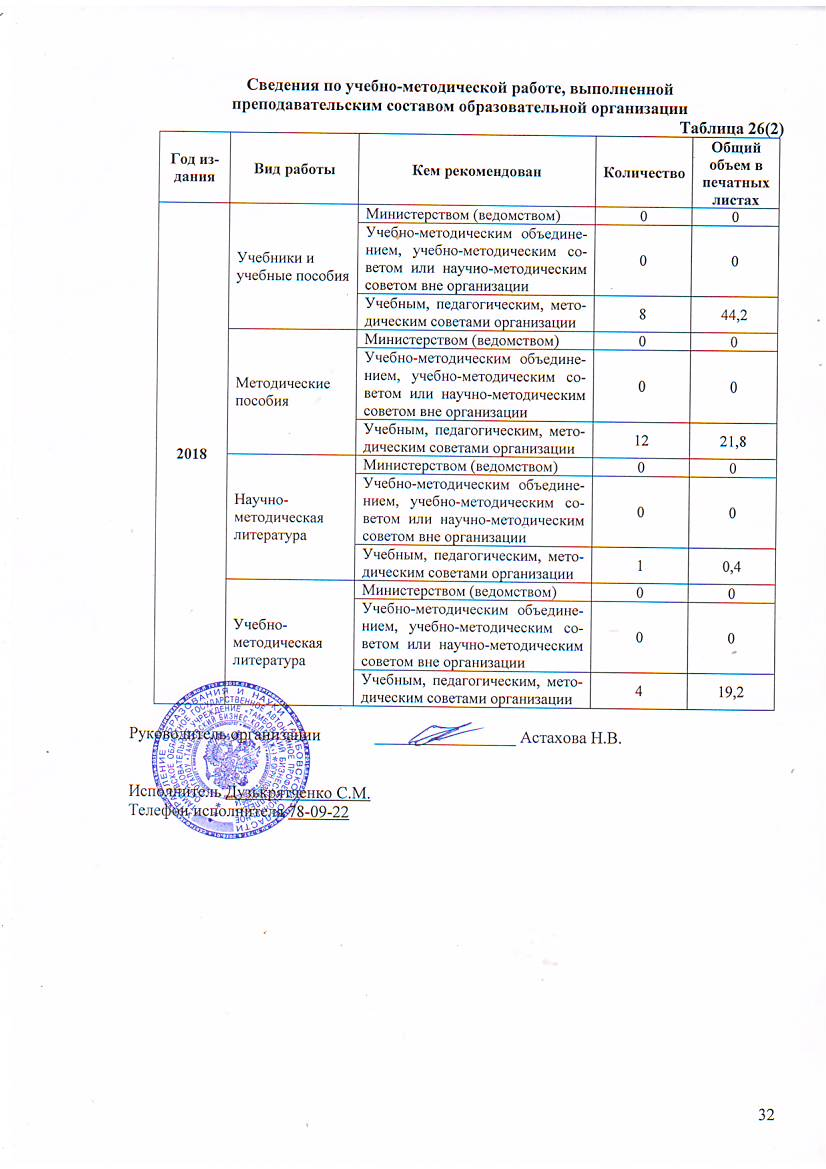 Сведения по учебно-методической работе, выполненной
преподавательским составом образовательной организации
Таблица 26(2)
Год из-
дания
Вид работы
Кем рекомендован
Количество
Общий
объем в
печатных
листах
2018
Учебники и
учебные пособия
Министерством (ведомством)
0
0
Учебно-методическим объедине-
нием, учебно-методическим со-
ветом или научно-методическим
советом вне организации
0
0
Учебным, педагогическим, мето-
дическим советами организации
8
44,2
Методические
пособия
Министерством (ведомством)
0
0
Учебно-методическим объедине-
нием, учебно-методическим со-
ветом или научно-методическим
советом вне организации
0
0
Учебным, педагогическим, мето-
дическим советами организации
12
21,8
Научно-
методическая
литература
Министерством (ведомством)
0
0
Учебно-методическим объедине-
нием, учебно-методическим со-
ветом или научно-методическим
советом вне организации
0
0
Учебным, педагогическим, мето-
дическим советами организации
1
0,4
Учебно-
методическая
литература
Министерством (ведомством)
0
0
Учебно-методическим объедине-
нием, учебно-методическим со-
ветом или научно-методическим
советом вне организации
0
0
Учебным, педагогическим, мето-
дическим советами организации
4
19,2
Руководитель организации Астахова Н.В.
Исполнитель Дузькрятченко С.М.
Телефон исполнителя 78-09-22
32